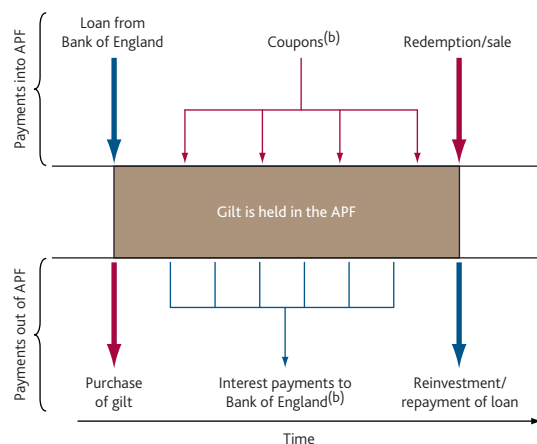 Payments into APF
Loan from
Bank of England
Coupons(b)
Redemption/sale
Gilt is held in the APF
Payments out of APF
Purchase
of gilt
Interest payments to
Bank of England(b)
Reinvestment/
repayment of loan
Time